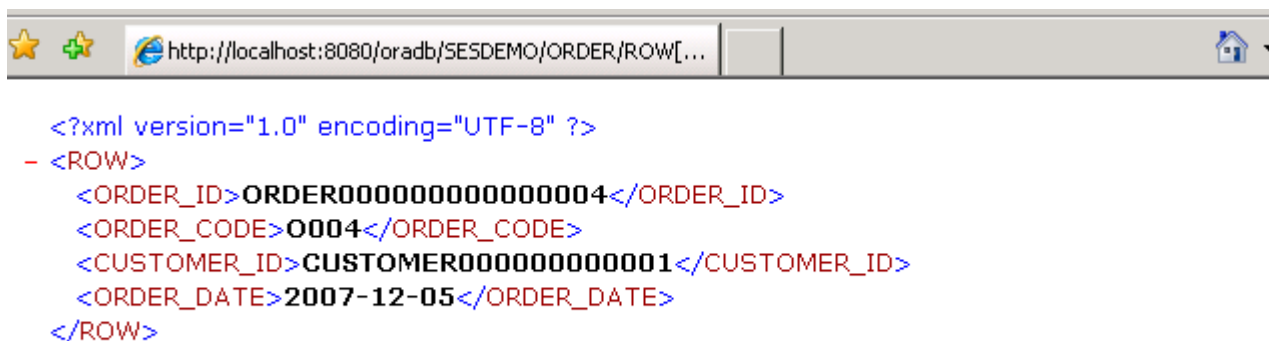 http://localhost:8080/oradb/SESDEMO/ORDER/ROW[...
<?xml version="1.0" encoding="UTF-8" ?>
- <ROW>
<ORDER_ID>ORDER000000000000004</ORDER_ID>
<ORDER_CODE>O004</ORDER_CODE>
<CUSTOMER_ID>CUSTOMER000000000001</CUSTOMER_ID>
<ORDER_DATE>2007-12-05</ORDER_DATE>
</ROW>